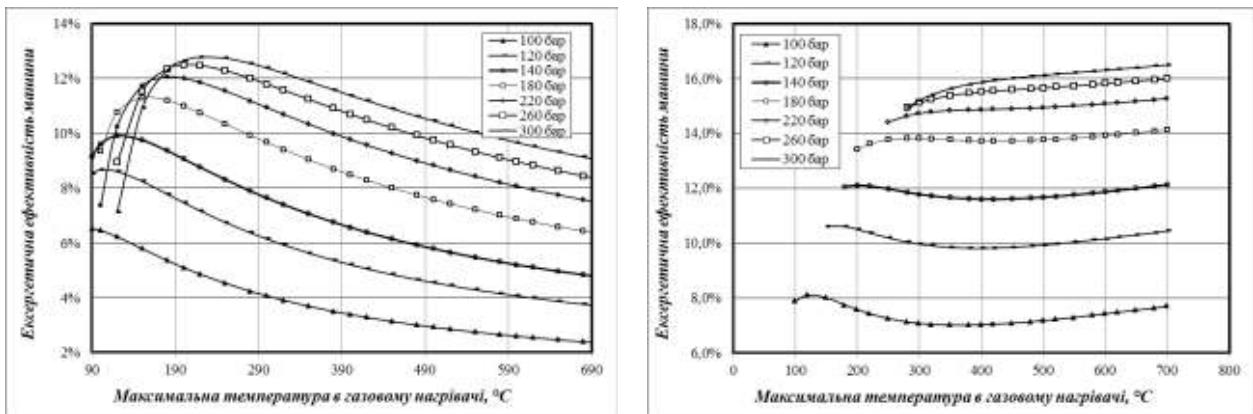 Ексергетична ефективність машини
14%
12%
10%
8%
6%
4%
2%
90
190
290
390
490
590
690
Максимальна температура в газовому нагрівачі, °C
100 бар
120 бар
140 бар
180 бар
220 бар
260 бар
300 бар
Ексергетична ефективність машини
18,0%
16,0%
14,0%
12,0%
10,0%
8,0%
6,0%
0
100
200
300
400
500
600
700
800
Максимальна температура в газовому нагрівачі, °C
100 бар
120 бар
140 бар
180 бар
220 бар
260 бар
300 бар